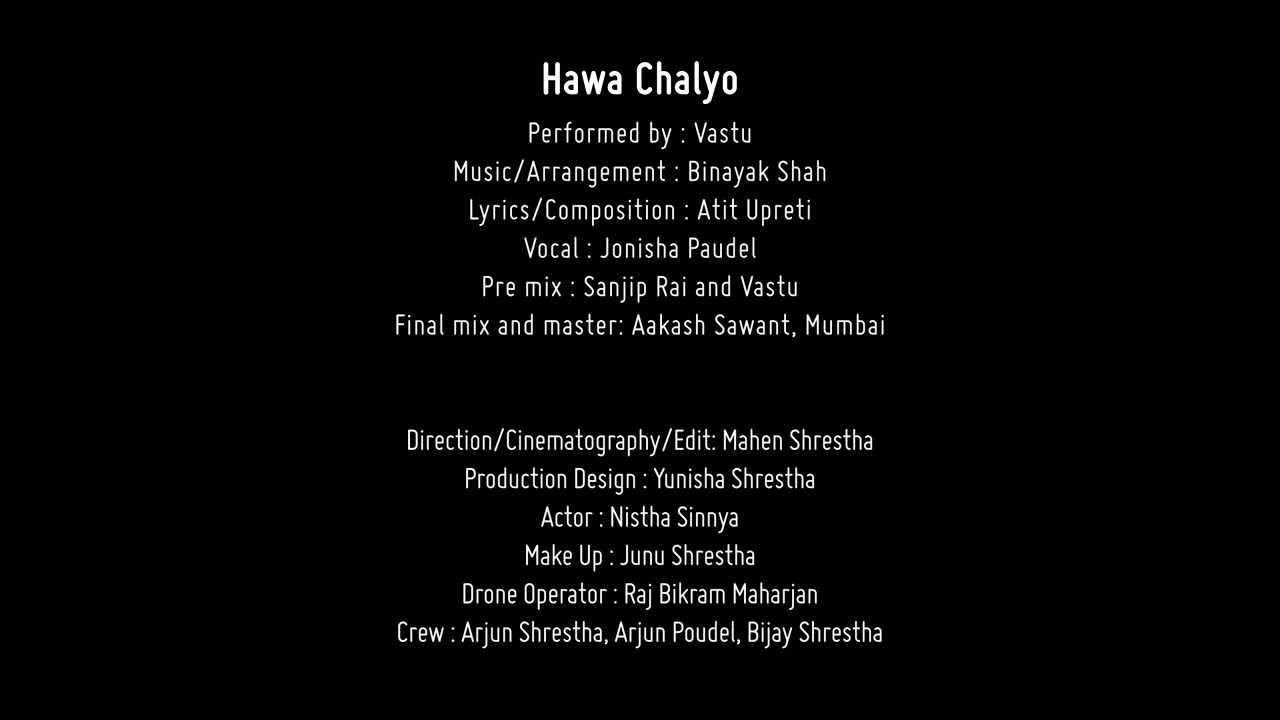 Hawa Chalyo
Performed by : Vastu
Music/Arrangement : Binayak Shah
Lyrics/Composition : Atit Upreti
Vocal : Jonisha Paudel
Pre mix : Sanjip Rai and Vastu
Final mix and master: Aakash Sawant, Mumbai
Direction/Cinematography/Edit: Mahen Shrestha
Production Design : Yunisha Shrestha
Actor : Nistha Sinnya
Make Up : Junu Shrestha
Drone Operator : Raj Bikram Maharjan
Crew : Arjun Shrestha, Arjun Poudel, Bijay Shrestha